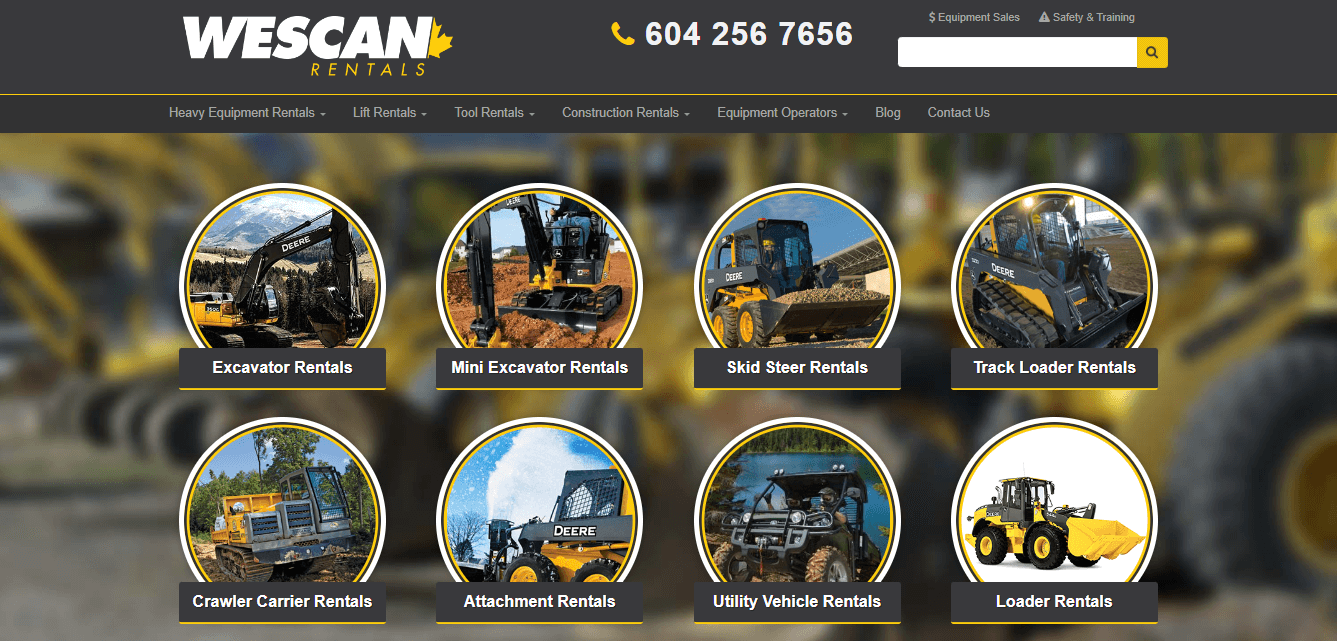 WESCAN
RENTALS
604 256 7656
$ Equipment Sales
Safety & Training
Heavy Equipment Rentals
Lift Rentals
Tool Rentals
Construction Rentals
Equipment Operators
Blog
Contact Us
DEERE
DEERE
DEERE
DEERE
Excavator Rentals
Mini Excavator Rentals
Skid Steer Rentals
Track Loader Rentals
DEERE
Crawler Carrier Rentals
Attachment Rentals
Utility Vehicle Rentals
Loader Rentals